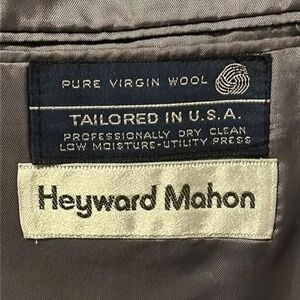 PURE VIRGIN WOOL
TAILORED IN U.S.A.
PROFESSIONALLY DRY CLEAN
LOW MOISTURE-UTILITY PRESS
Heyward Mahon